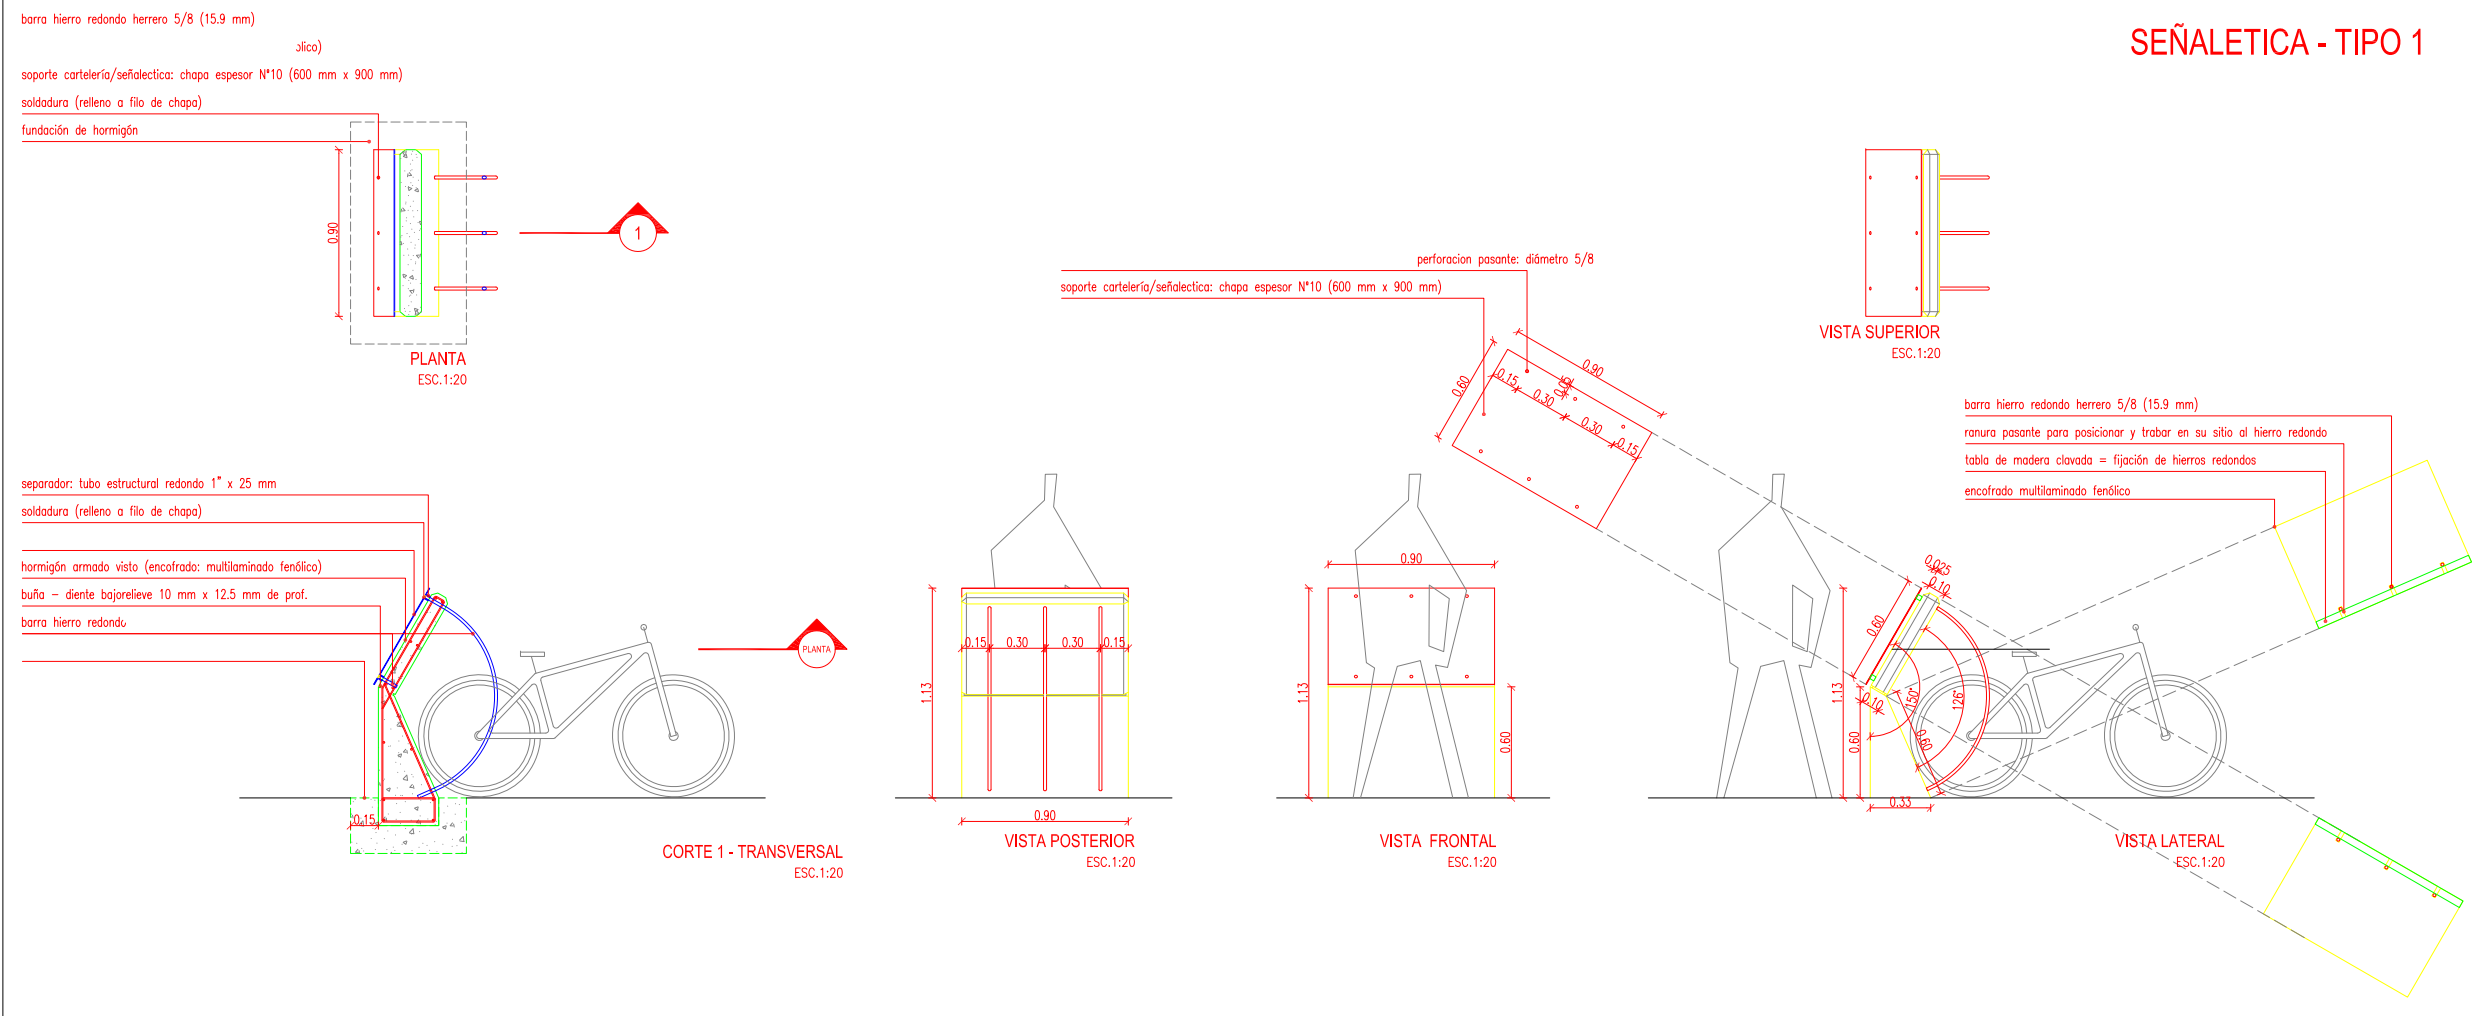 SEÑALETICA - TIPO 1
barra hierro redondo herrero 5/8 (15.9 mm)
ólico)
soporte cartelería/señalectica: chapa espesor N°10 (600 mm x 900 mm)
soldadura (relleno a filo de chapa)
fundación de hormigón
0.90
1
PLANTA
ESC.1:20
VISTA SUPERIOR
ESC.1:20
perforacion pasante: diámetro 5/8
soporte cartelería/señalectica: chapa espesor N°10 (600 mm x 900 mm)
0.90
0.60
0.15
0.30
0.30
0.15
barra hierro redondo herrero 5/8 (15.9 mm)
ranura pasante para posicionar y trabar en su sitio al hierro redondo
tabla de madera clavada = fijación de hierros redondos
encofrado multilaminado fenólico
separador: tubo estructural redondo 1" x 25 mm
soldadura (relleno a filo de chapa)
hormigón armado visto (encofrado: multilaminado fenólico)
buña - diente bajorelieve 10 mm x 12.5 mm de prof.
barra hierro redondo
PLANTA
0.15
CORTE 1 - TRANSVERSAL
ESC.1:20
1.13
0.15
0.30
0.30
0.15
0.90
VISTA POSTERIOR
ESC.1:20
0.90
1.13
0.60
VISTA FRONTAL
ESC.1:20
0.025
0.10
0.60
1.13
0.10
150°
126°
0.60
0.60
0.33
VISTA LATERAL
ESC.1:20